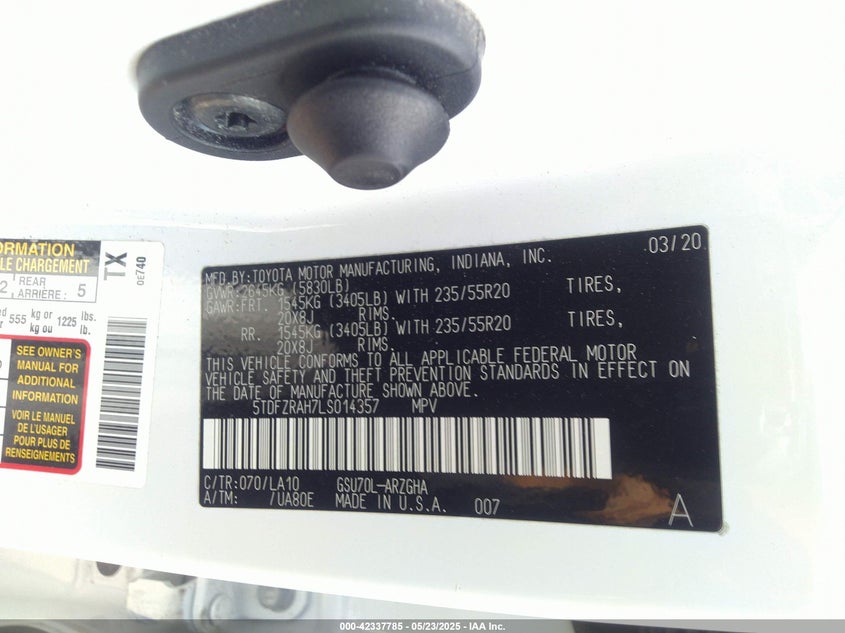 ORMATION
LE CHARGEMENT
2 REAR
ARRIÈRE: 5
555 kg or
kg ou 1225 lbs.
lb.
SEE OWNER'S
MANUAL FOR
ADDITIONAL
INFORMATION
VOIR LE MANUEL
DE L'USAGER
POUR PLUS DE
RENSEIGNEMENTS
TX
0E740
03/20
MFD BY:TOYOTA MOTOR MANUFACTURING, INDIANA, INC.
GVWR:2645KG (5830LB)
GAWR:FRT. 1545KG (3405LB) WITH 235/55R20 TIRES,
20X8J RIMS.
RR. 1545KG (3405LB) WITH 235/55R20 TIRES,
20X8J RIMS.
THIS VEHICLE CONFORMS TO ALL APPLICABLE FEDERAL MOTOR
VEHICLE SAFETY AND THEFT PREVENTION STANDARDS IN EFFECT ON
THE DATE OF MANUFACTURE SHOWN ABOVE.
5TDFZRAH7LS014357 MPV
C/TR:070/LA10 GSU70L-ARZGHA
A/TM: /UA80E MADE IN U.S.A. 007
A
000-42337785 - 05/23/2025 - IAA Inc.